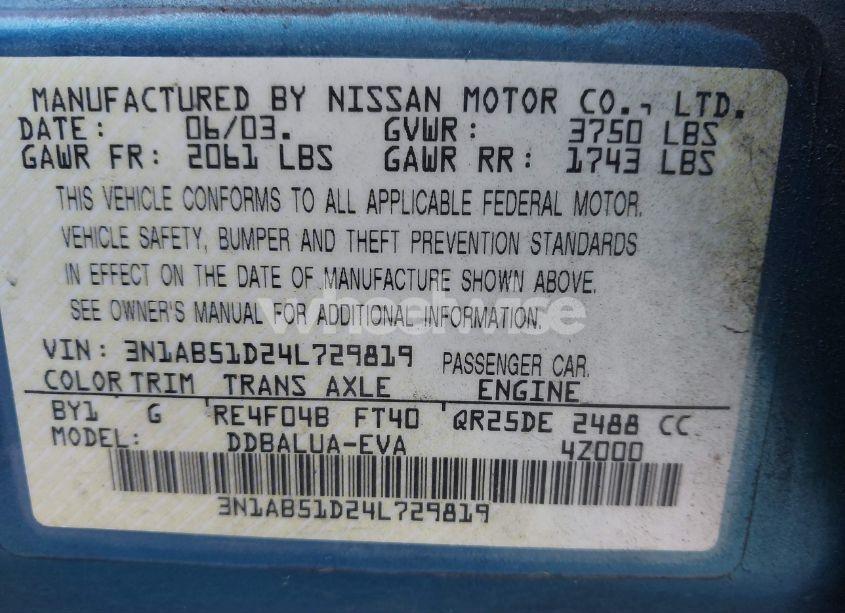 MANUFACTURED BY NISSAN MOTOR CO., LTD.
DATE: 06/03. GVWR: 3750 LBS
GAWR FR: 2061 LBS GAWR RR: 1743 LBS
THIS VEHICLE CONFORMS TO ALL APPLICABLE FEDERAL MOTOR.
VEHICLE SAFETY, BUMPER AND THEFT PREVENTION STANDARDS
IN EFFECT ON THE DATE OF MANUFACTURE SHOWN ABOVE.
SEE OWNER'S MANUAL FOR ADDITIONAL INFORMATION.
wheelwise
VIN: 3N1AB51D24L729819 PASSENGER CAR.
COLOR TRIM TRANS AXLE ENGINE
BY1 G RE4F04B FT40 QR25DE 2488 CC
MODEL: DDBALUA-EVA 4Z000
3N1AB51D24L729819